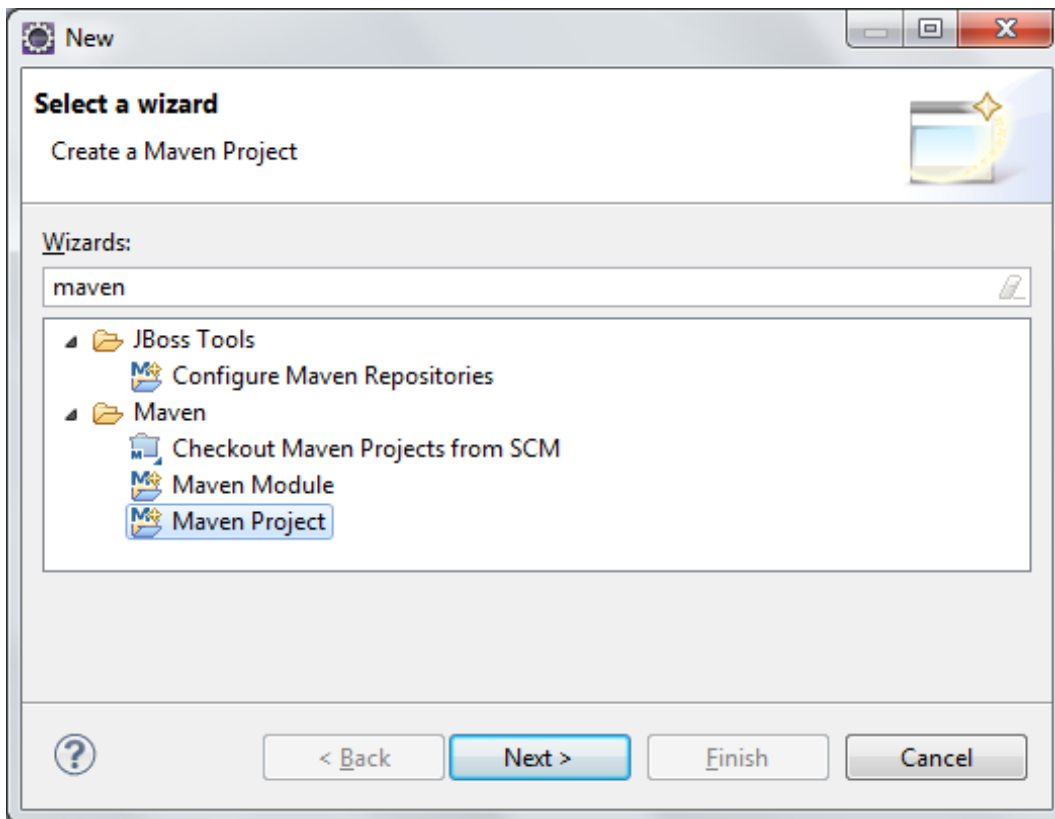 New
Select a wizard
Create a Maven Project
Wizards:
maven
JBoss Tools
Configure Maven Repositories
Maven
Checkout Maven Projects from SCM
Maven Module
Maven Project
< Back Next > Finish Cancel